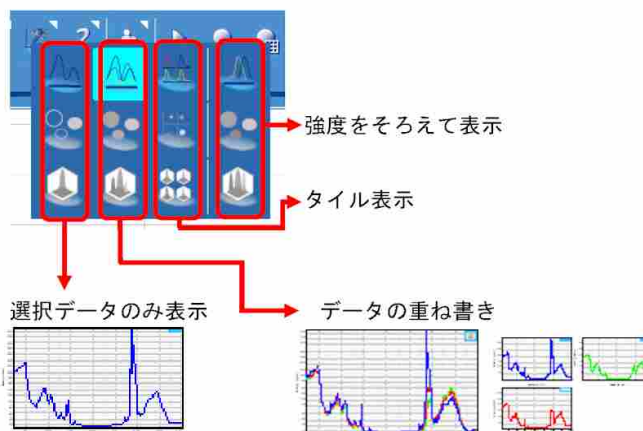 強度をそろえて表示
タイル表示
選択データのみ表示
データの重ね書き